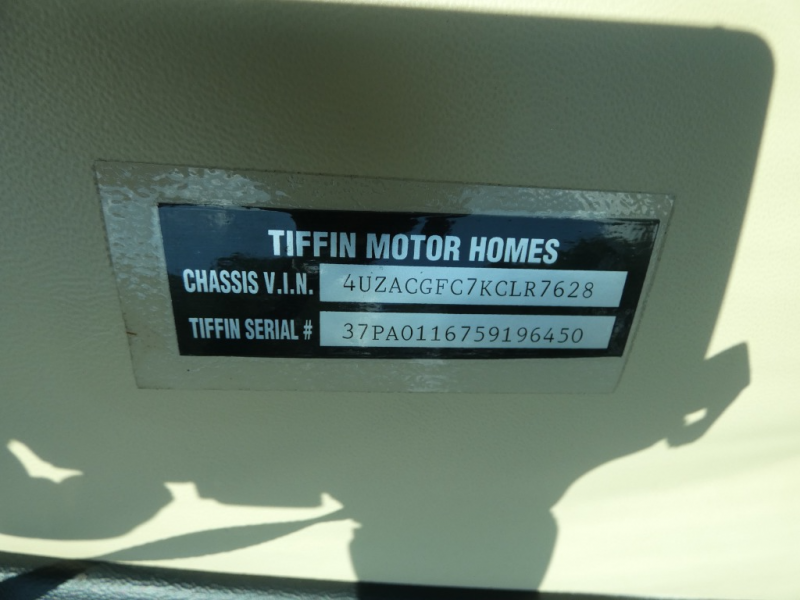 TIFFIN MOTOR HOMES
CHASSIS V.I.N. 4UZACGFC7KCLR7628
TIFFIN SERIAL # 37PA0116759196450